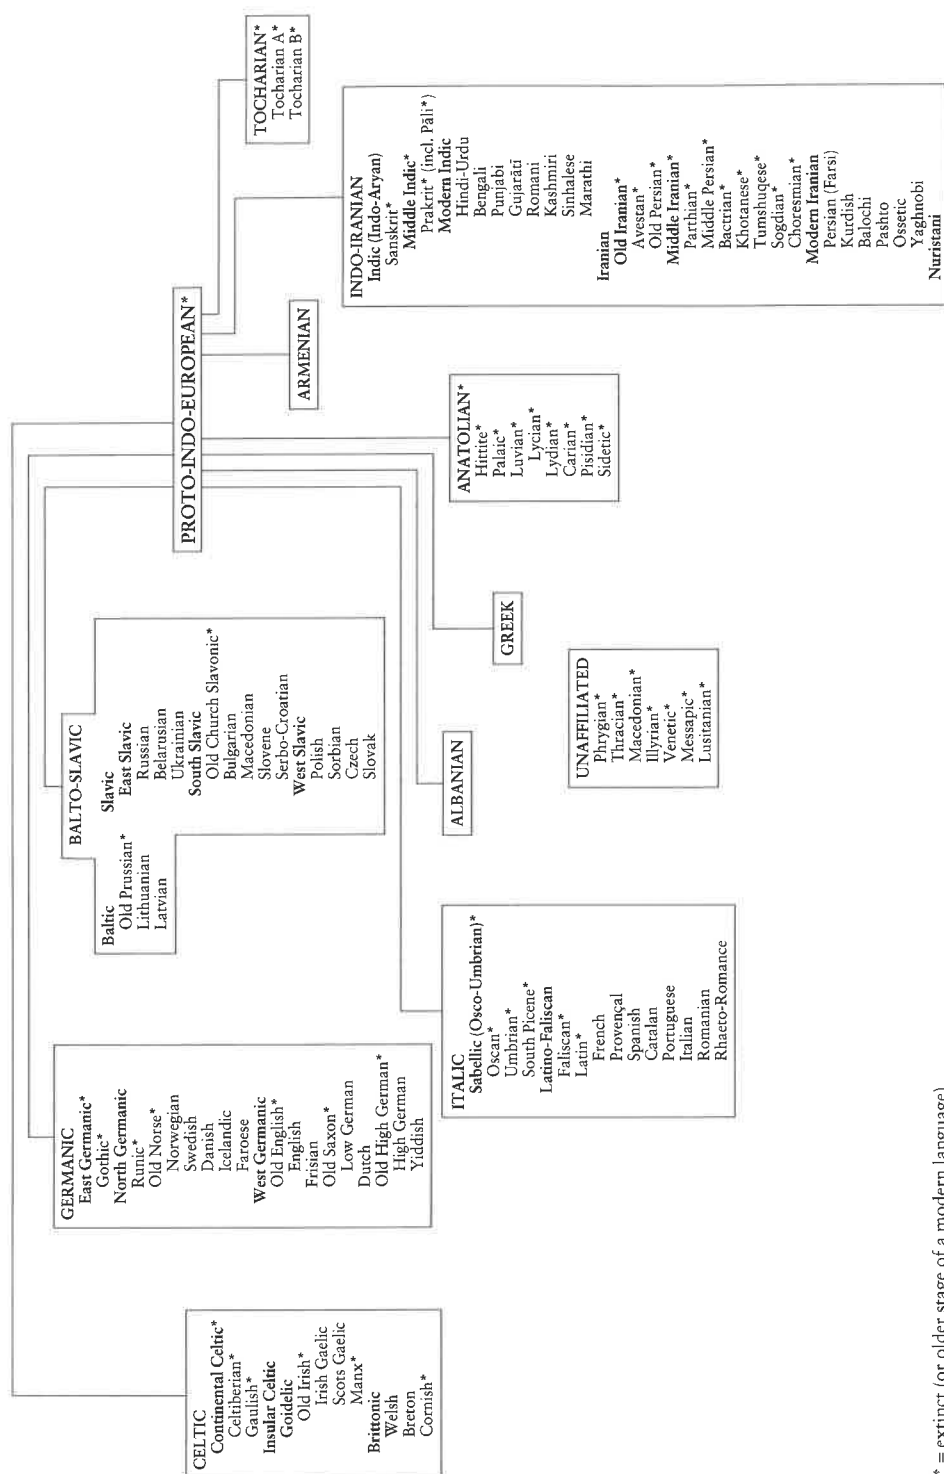 PROTO-INDO-EUROPEAN*
CELTIC
Continental Celtic*
Celtiberian*
Gaulish*
Insular Celtic
Goidelic
Old Irish*
Irish Gaelic
Scots Gaelic
Manx*
Brittonic
Welsh
Breton
Cornish*
GERMANIC
East Germanic*
Gothic*
North Germanic
Runic*
Old Norse*
Norwegian
Swedish
Danish
Icelandic
Faroese
West Germanic
Old English*
English
Frisian
Old Saxon*
Low German
Dutch
Old High German*
High German
Yiddish
BALTO-SLAVIC
Baltic
Old Prussian*
Lithuanian
Latvian
Slavic
East Slavic
Russian
Belarusian
Ukrainian
South Slavic
Old Church Slavonic*
Bulgarian
Macedonian
Slovene
Serbo-Croatian
West Slavic
Polish
Sorbian
Czech
Slovak
ITALIC
Sabellic (Osco-Umbrian)*
Oscan*
Umbrian*
South Picene*
Latino-Faliscan
Faliscan*
Latin*
French
Provençal
Spanish
Catalan
Portuguese
Italian
Romanian
Rhaeto-Romance
ALBANIAN
GREEK
UNAFFILIATED
Phrygian*
Thracian*
Macedonian*
Illyrian*
Venetic*
Messapic*
Lusitanian*
ANATOLIAN*
Hittite*
Palaic*
Luvian*
Lycian*
Lydian*
Carian*
Pisidian*
Sidetic*
ARMENIAN
INDO-IRANIAN
Indic (Indo-Aryan)
Sanskrit*
Middle Indic*
Prakrit* (incl. Pāli*)
Modern Indic
Hindi-Urdu
Bengali
Punjabi
Gujarātī
Romani
Kashmiri
Sinhalese
Marathi
Iranian
Old Iranian*
Avestan*
Old Persian*
Middle Iranian*
Parthian*
Middle Persian*
Bactrian*
Khotanese*
Tumshuqese*
Sogdian*
Choresmian*
Modern Iranian
Persian (Farsi)
Kurdish
Balochi
Pashto
Ossetic
Yaghnobi
Nuristani
TOCHARIAN*
Tocharian A*
Tocharian B*
* = extinct (or older stage of a modern language)